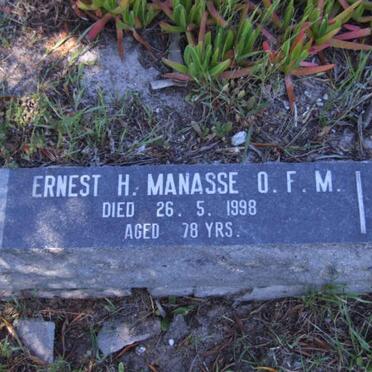 ERNEST H. MANASSE O.F.M.
DIED 26. 5. 1998
AGED 78 YRS.